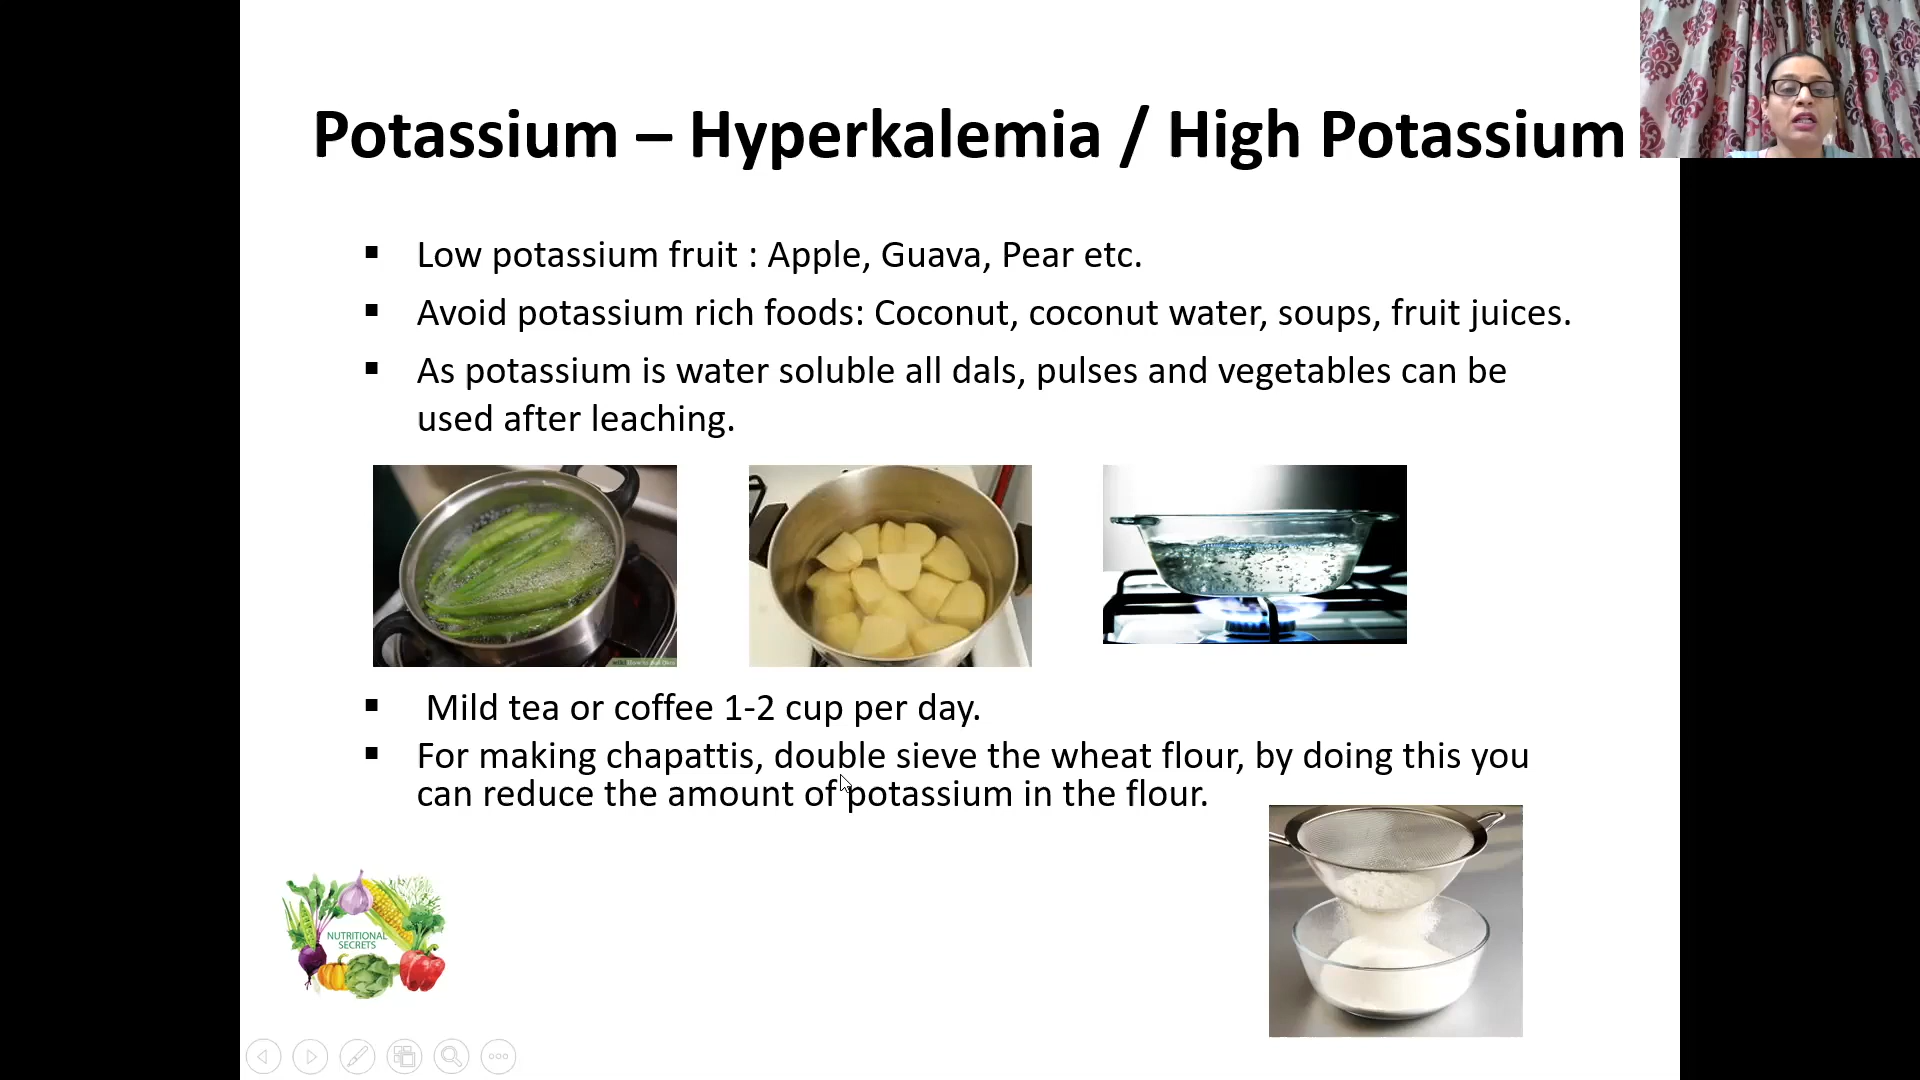 Potassium – Hyperkalemia / High Potassium
▪ Low potassium fruit : Apple, Guava, Pear etc.
▪ Avoid potassium rich foods: Coconut, coconut water, soups, fruit juices.
▪ As potassium is water soluble all dals, pulses and vegetables can be
used after leaching.
▪ Mild tea or coffee 1-2 cup per day.
▪ For making chapattis, double sieve the wheat flour, by doing this you
can reduce the amount of potassium in the flour.
NUTRITIONAL
SECRETS